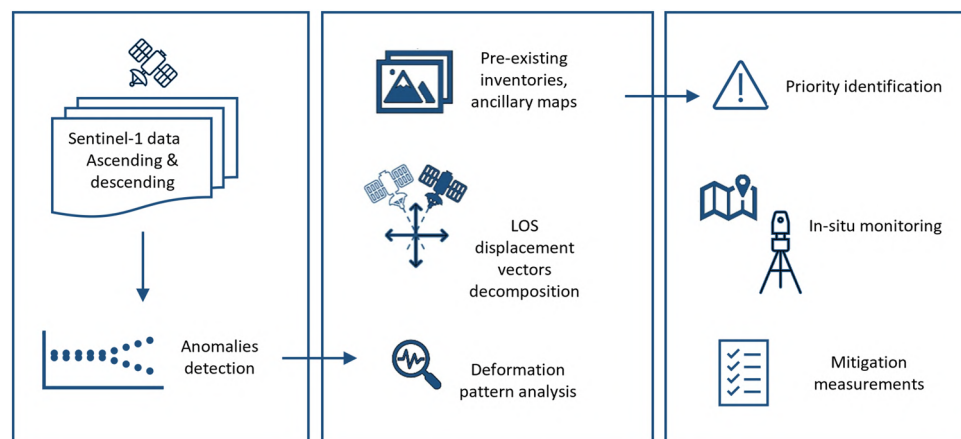 Sentinel-1 data
Ascending &
descending
Anomalies
detection
Pre-existing
inventories,
ancillary maps
LOS
displacement
vectors
decomposition
Deformation
pattern analysis
Priority identification
In-situ monitoring
Mitigation
measurements